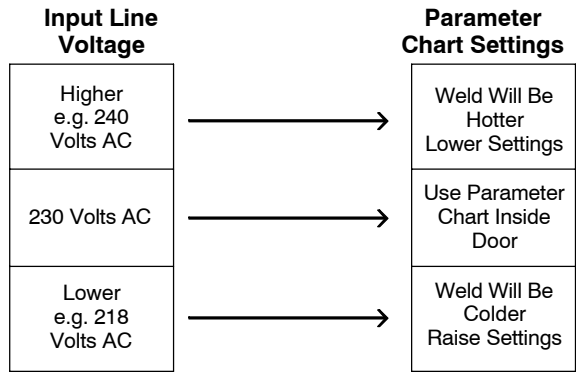 Input Line
Voltage
Parameter
Chart Settings
Higher
e.g. 240
Volts AC
Weld Will Be
Hotter
Lower Settings
230 Volts AC
Use Parameter
Chart Inside
Door
Lower
e.g. 218
Volts AC
Weld Will Be
Colder
Raise Settings